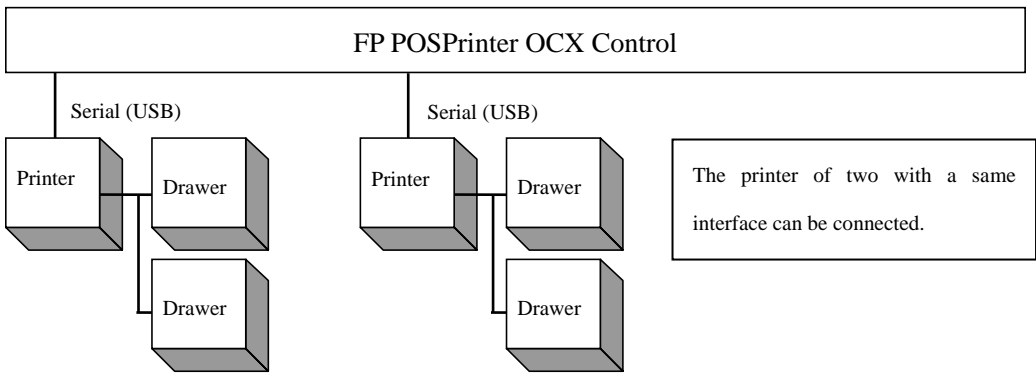 FP POSPrinter OCX Control
Serial (USB)
Serial (USB)
Printer
Drawer
Printer
Drawer
The printer of two with a same
interface can be connected.
Drawer
Drawer